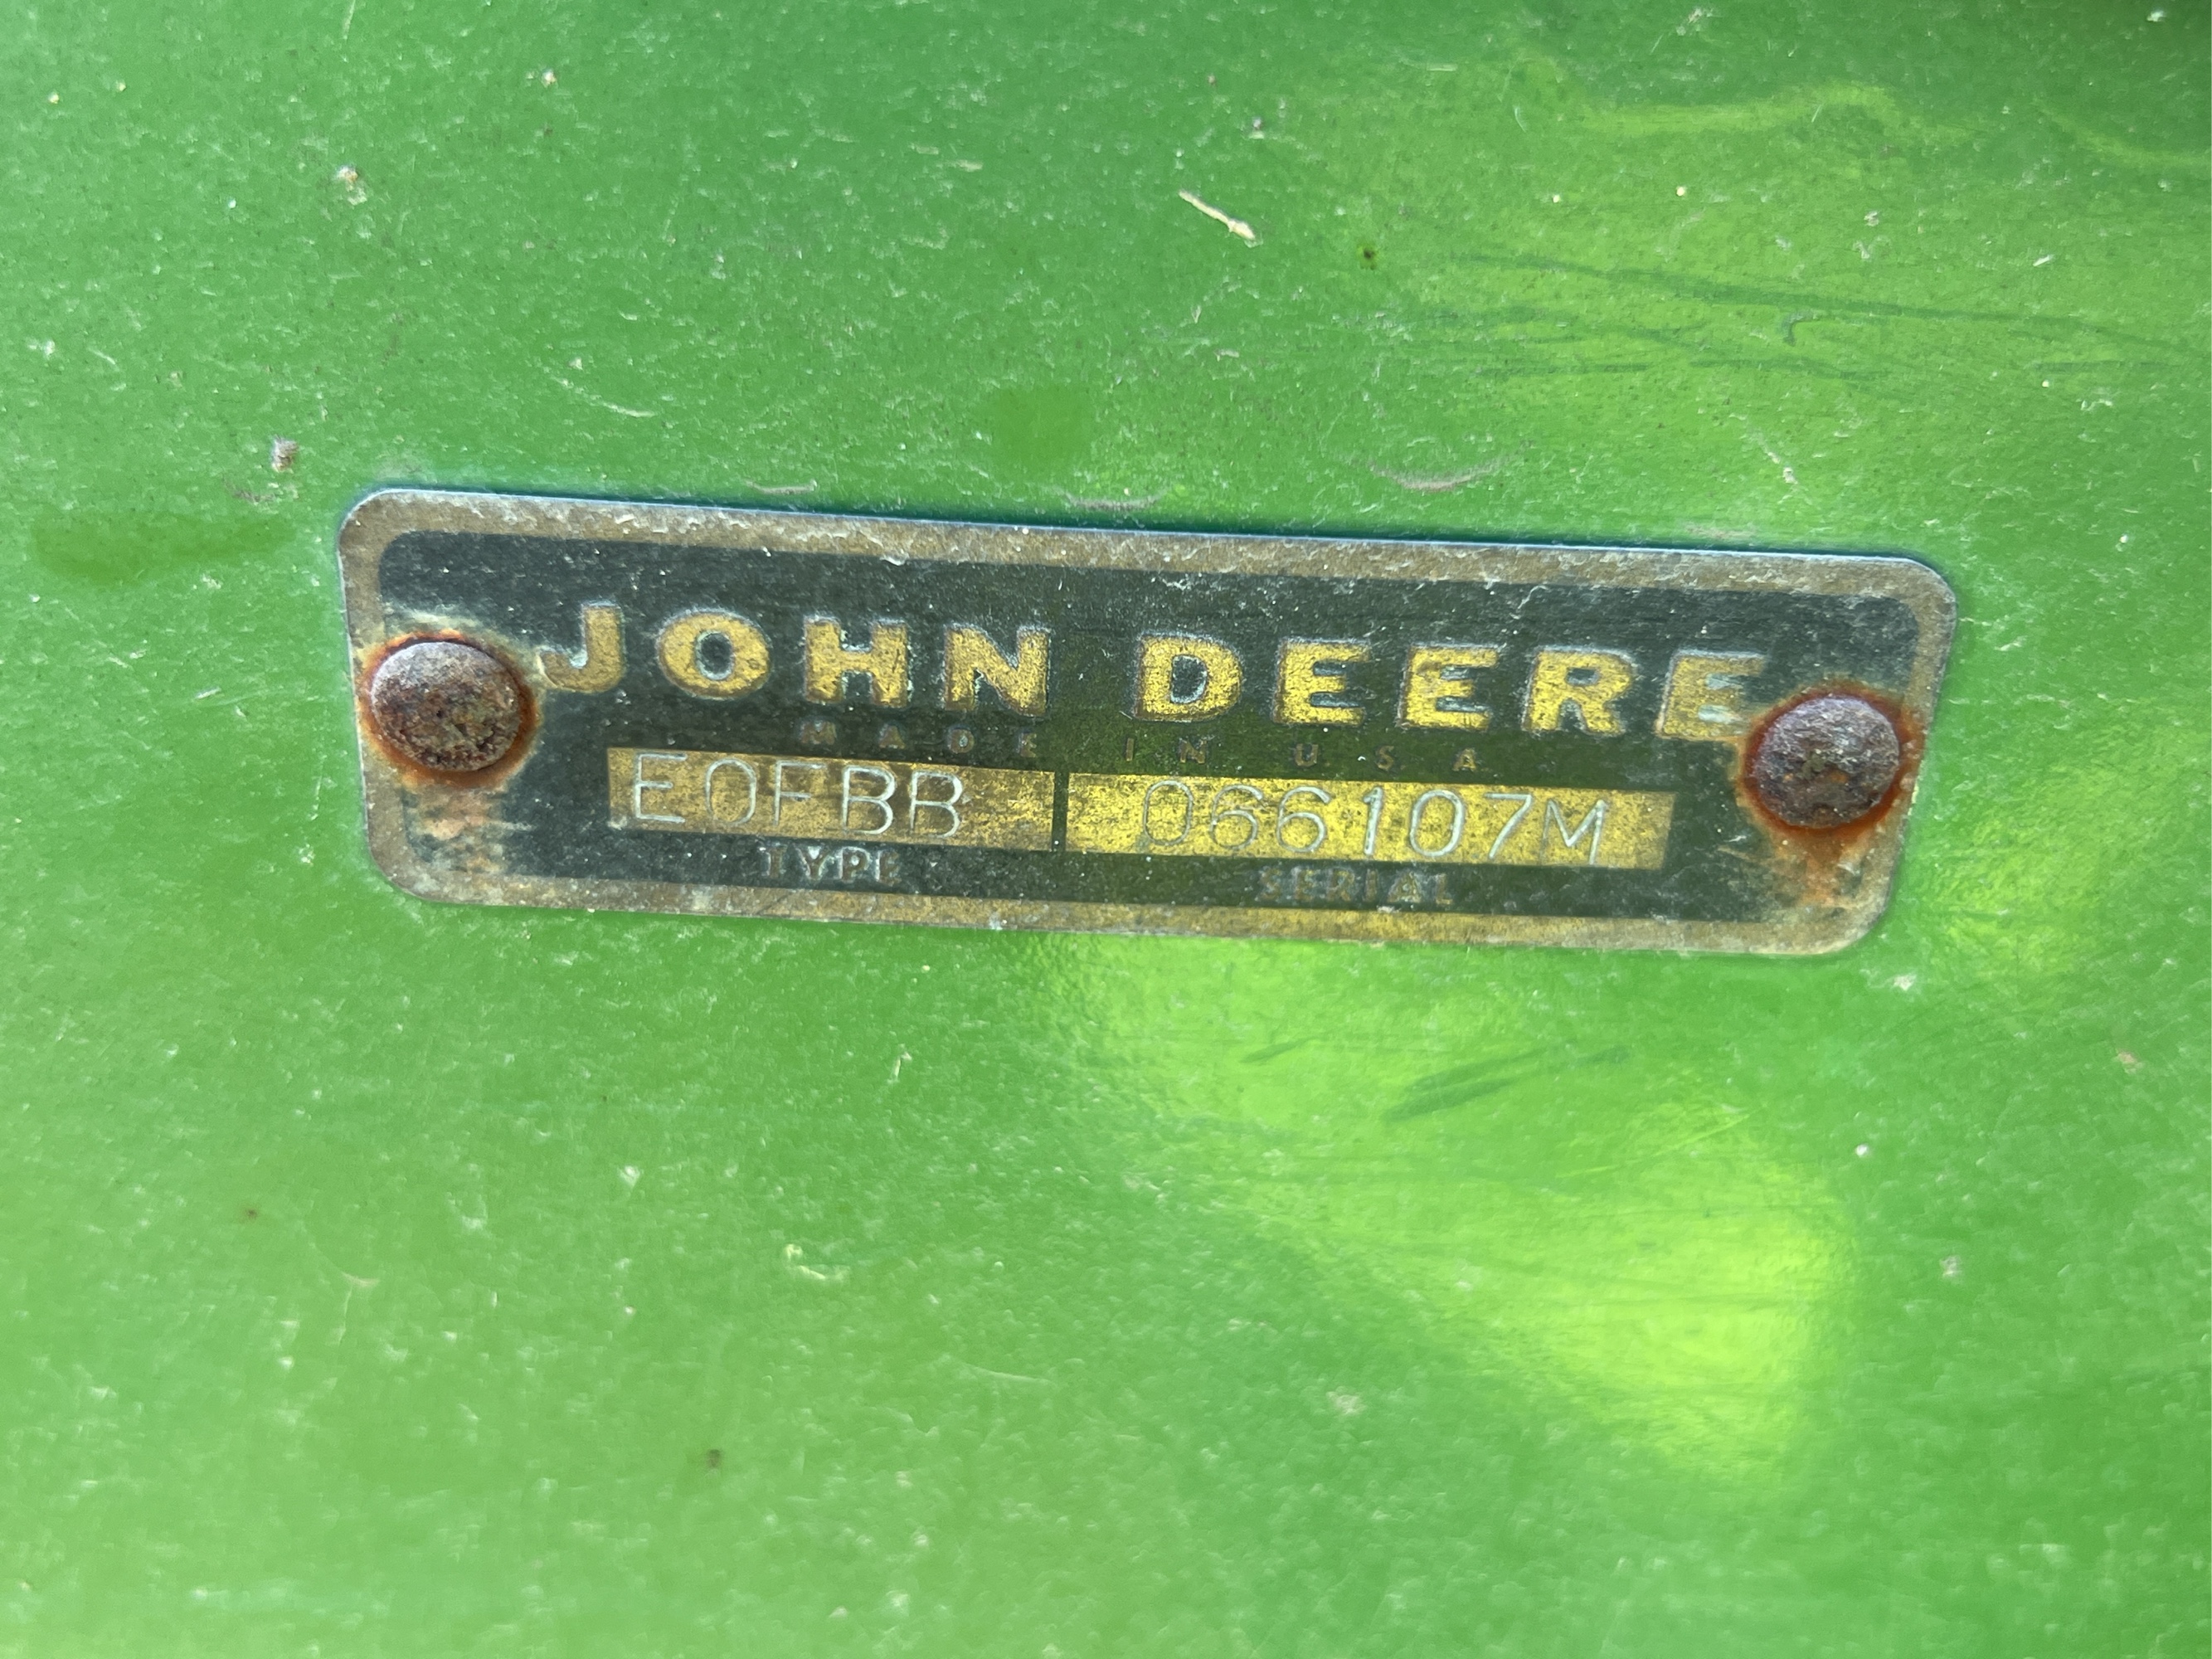 JOHN DEERE
MADE IN U.S.A.
E0FBB 066107M
TYPE SERIAL